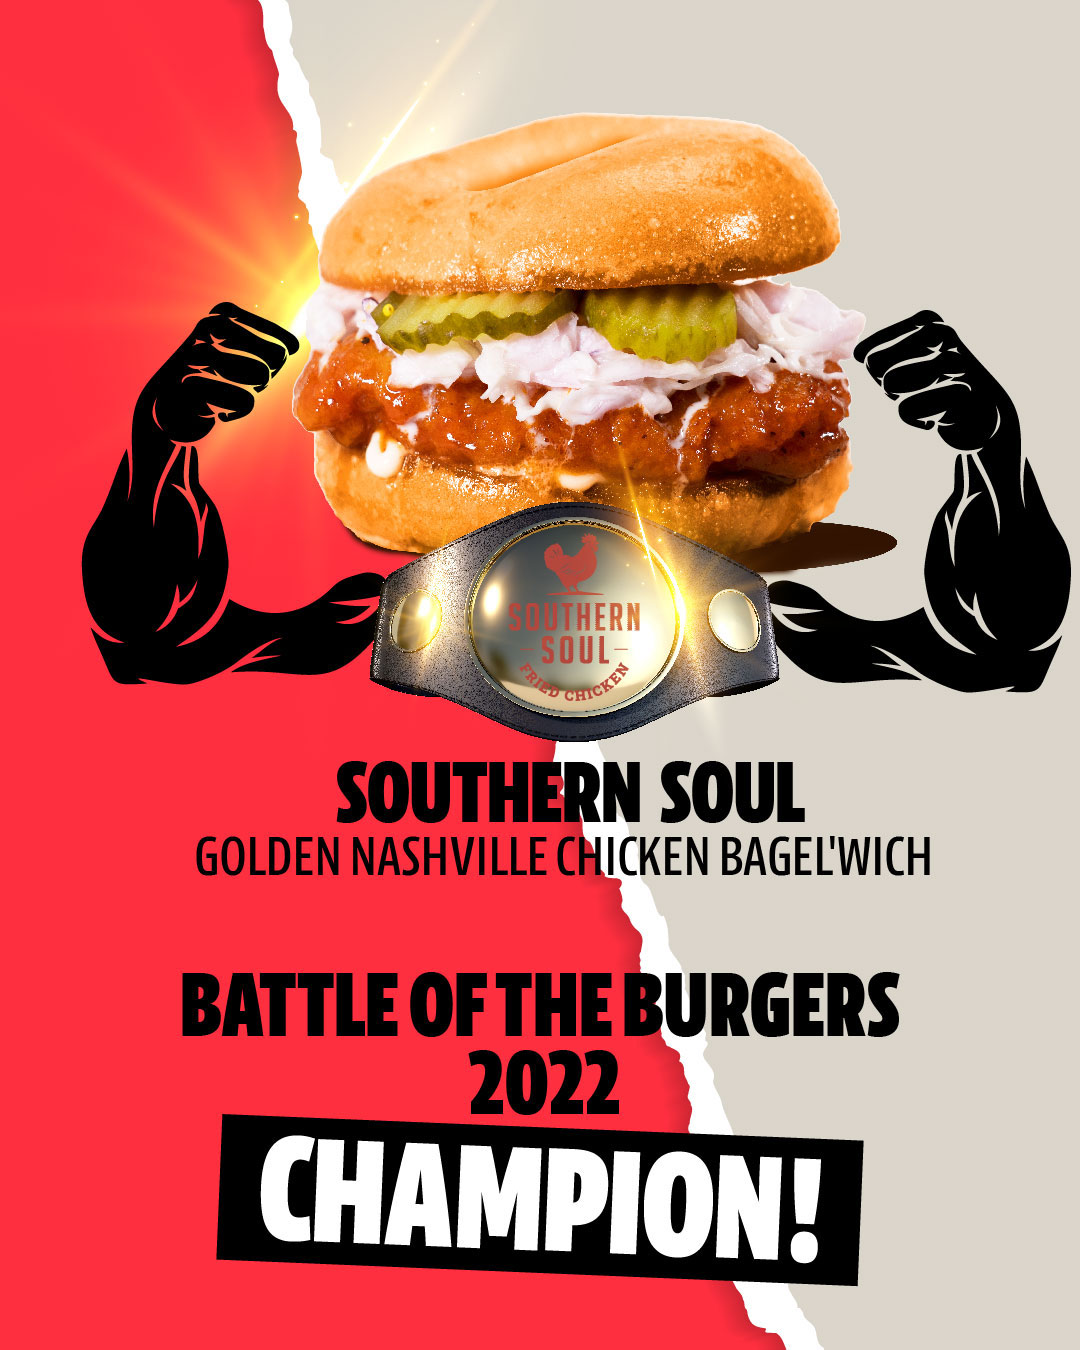 SOUTHERN
SOUL
FRIED CHICKEN
SOUTHERN SOUL
GOLDEN NASHVILLE CHICKEN BAGEL'WICH
BATTLE OF THE BURGERS
2022
CHAMPION!